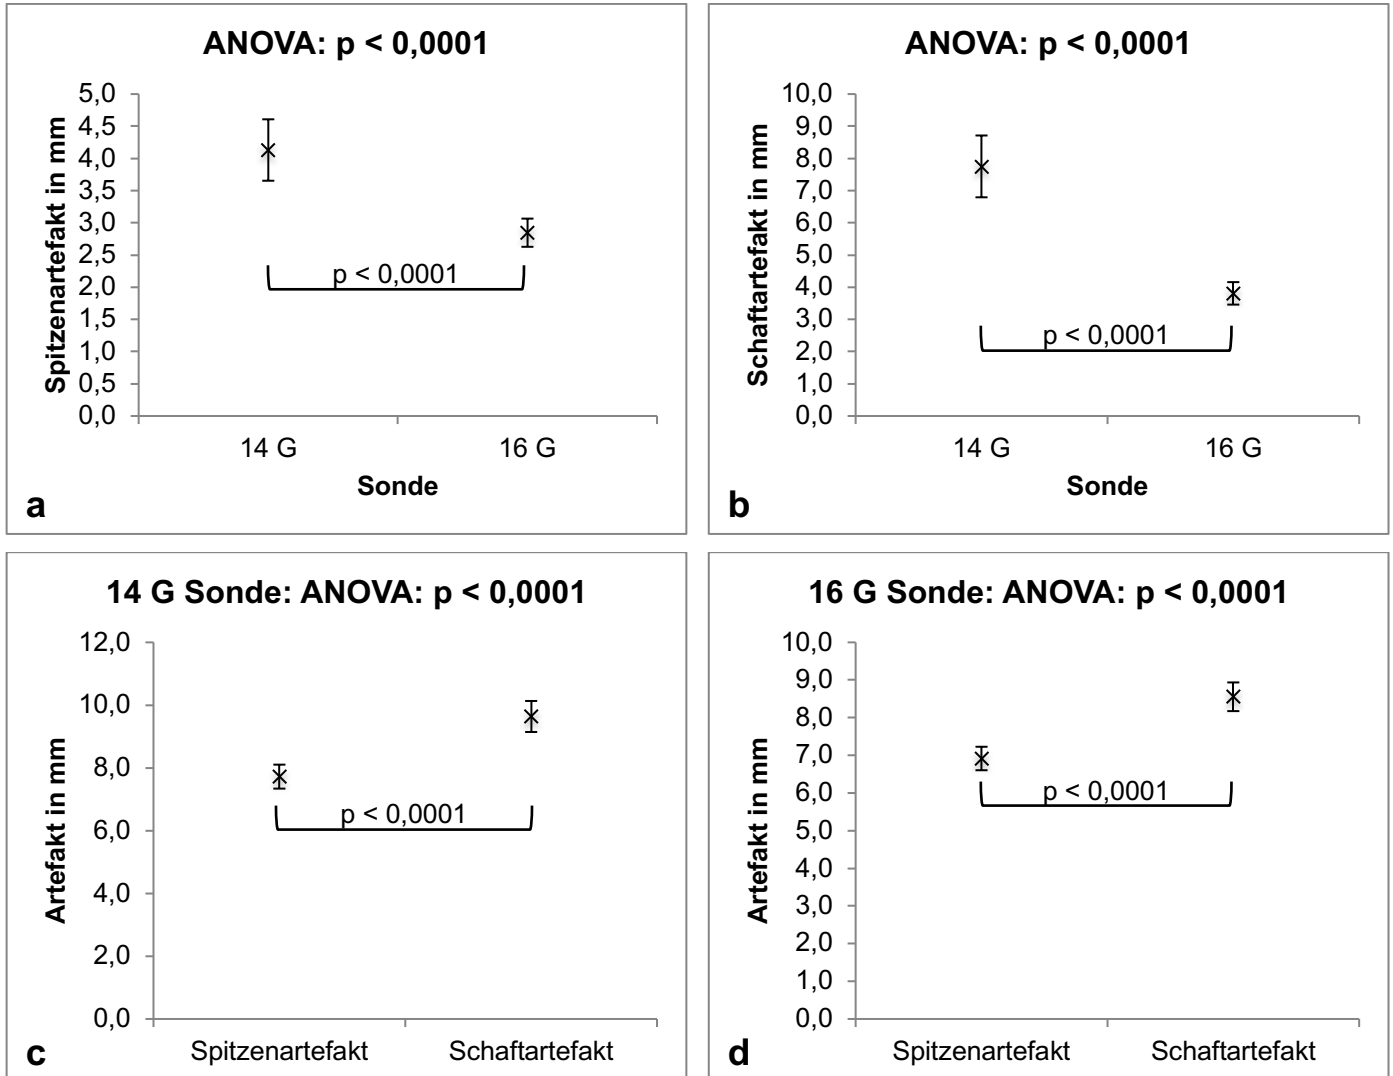 ANOVA: p < 0,0001
Spitzenartefakt in mm
5,0
4,5
4,0
3,5
3,0
2,5
2,0
1,5
1,0
0,5
0,0
p < 0,0001
14 G
16 G
Sonde
a
ANOVA: p < 0,0001
Schaftartefakt in mm
10,0
9,0
8,0
7,0
6,0
5,0
4,0
3,0
2,0
1,0
0,0
p < 0,0001
14 G
16 G
Sonde
b
14 G Sonde: ANOVA: p < 0,0001
Artefakt in mm
12,0
10,0
8,0
6,0
4,0
2,0
0,0
p < 0,0001
Spitzenartefakt
Schaftartefakt
c
16 G Sonde: ANOVA: p < 0,0001
Artefakt in mm
10,0
9,0
8,0
7,0
6,0
5,0
4,0
3,0
2,0
1,0
0,0
p < 0,0001
Spitzenartefakt
Schaftartefakt
d